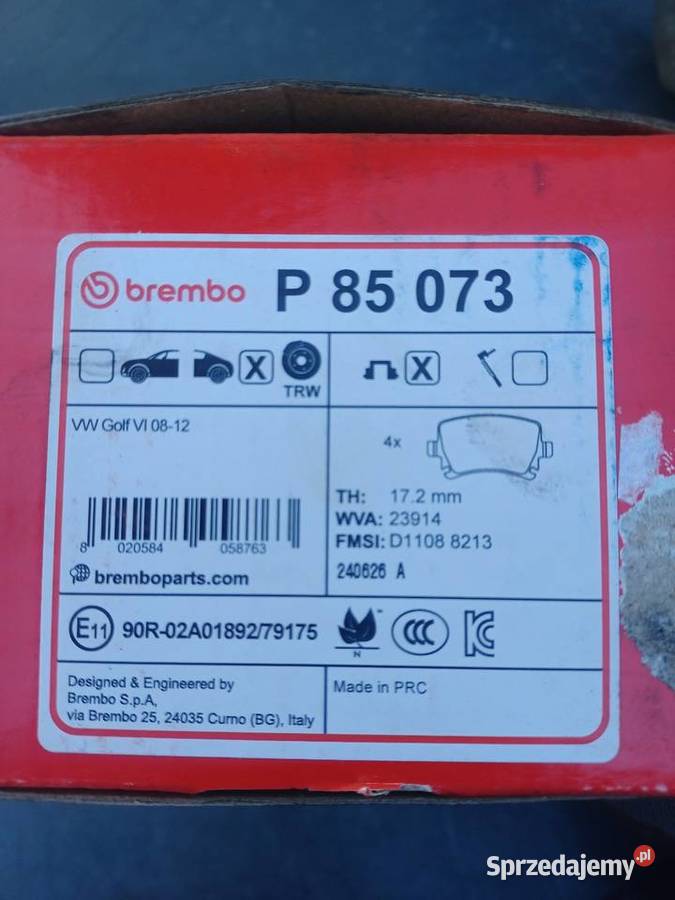 brembo P 85 073
X TRW X
VW Golf VI 08-12
4x
TH: 17.2 mm
WVA: 23914
FMSI: D1108 8213
240626 A
8 020584 058763
bremboparts.com
E11 90R-02A01892/79175
N CCC KC
Designed & Engineered by
Brembo S.p.A,
via Brembo 25, 24035 Curno (BG), Italy
Made in PRC
Sprzedajemy.pl